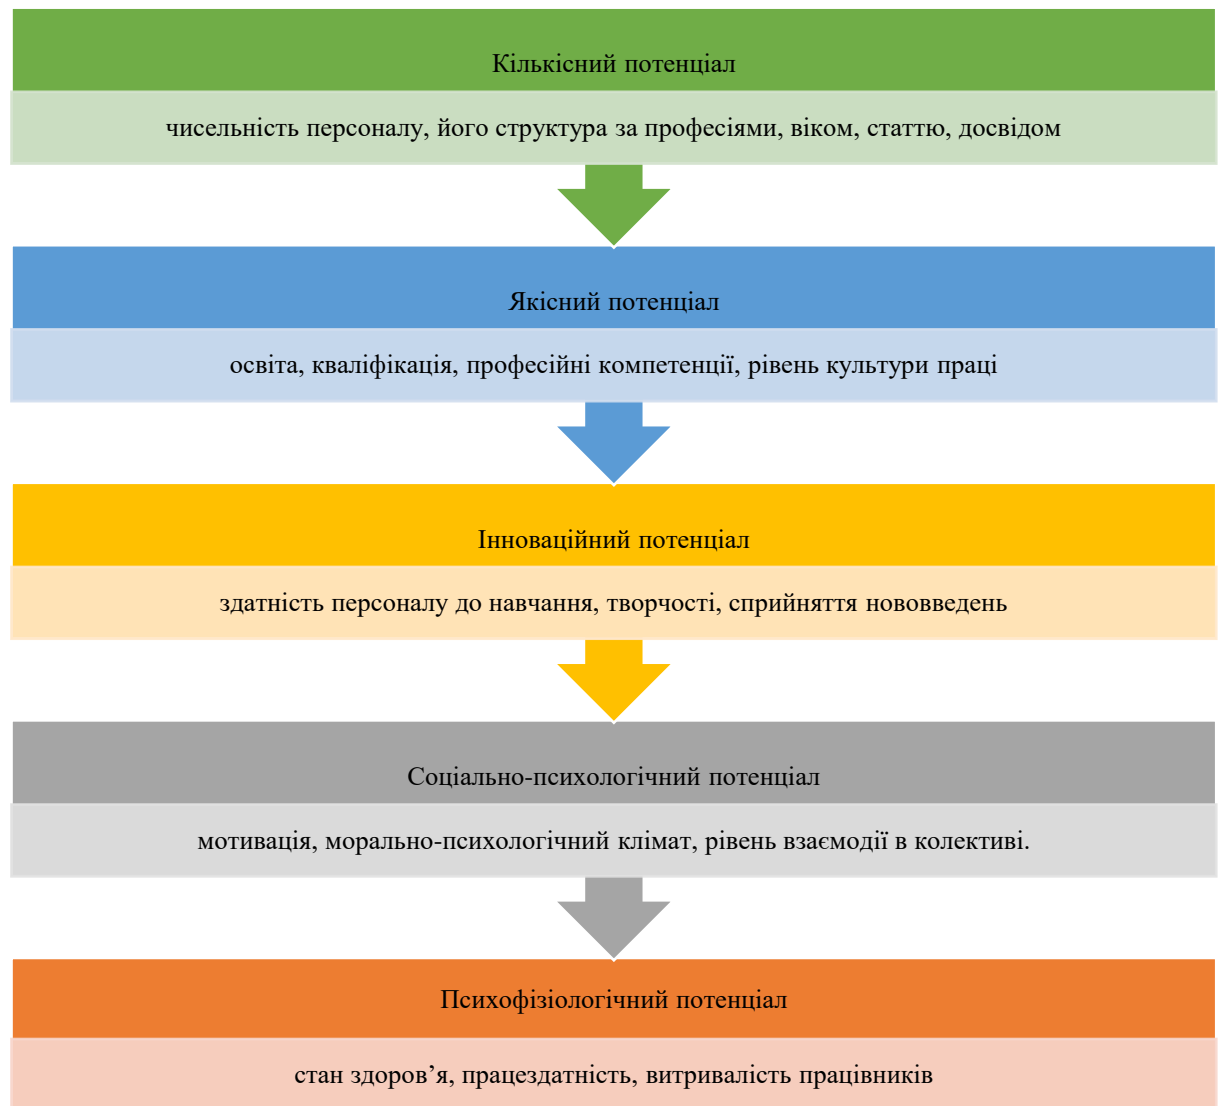 Кількісний потенціал
чисельність персоналу, його структура за професіями, віком, статтю, досвідом
Якісний потенціал
освіта, кваліфікація, професійні компетенції, рівень культури праці
Інноваційний потенціал
здатність персоналу до навчання, творчості, сприйняття нововведень
Соціально-психологічний потенціал
мотивація, морально-психологічний клімат, рівень взаємодії в колективі.
Психофізіологічний потенціал
стан здоров’я, працездатність, витривалість працівників